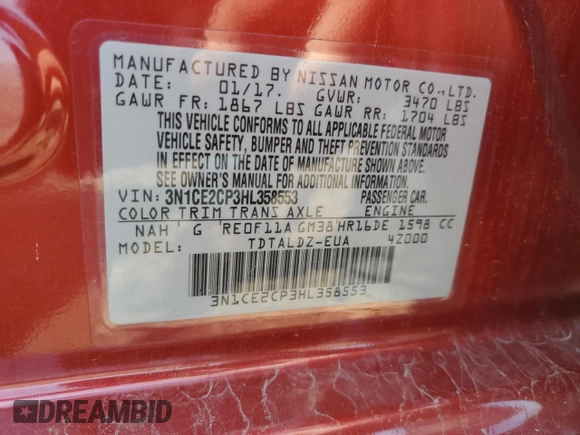 MANUFACTURED BY NISSAN MOTOR CO.,LTD.
DATE: 01/17. GVWR: 3470 LBS
GAWR FR: 1867 LBS GAWR RR: 1704 LBS
THIS VEHICLE CONFORMS TO ALL APPLICABLE FEDERAL MOTOR
VEHICLE SAFETY, BUMPER AND THEFT PREVENTION STANDARDS
IN EFFECT ON THE DATE OF MANUFACTURE SHOWN ABOVE.
SEE OWNER'S MANUAL FOR ADDITIONAL INFORMATION.
VIN: 3N1CE2CP3HL358553 PASSENGER CAR.
COLOR TRIM TRANS AXLE ENGINE
NAH ' G 'RE0F11A GM38 HR16DE 1598 CC
MODEL: TDTALDZ-EUA 4Z000
3N1CE2CP3HL358553
DREAMBID